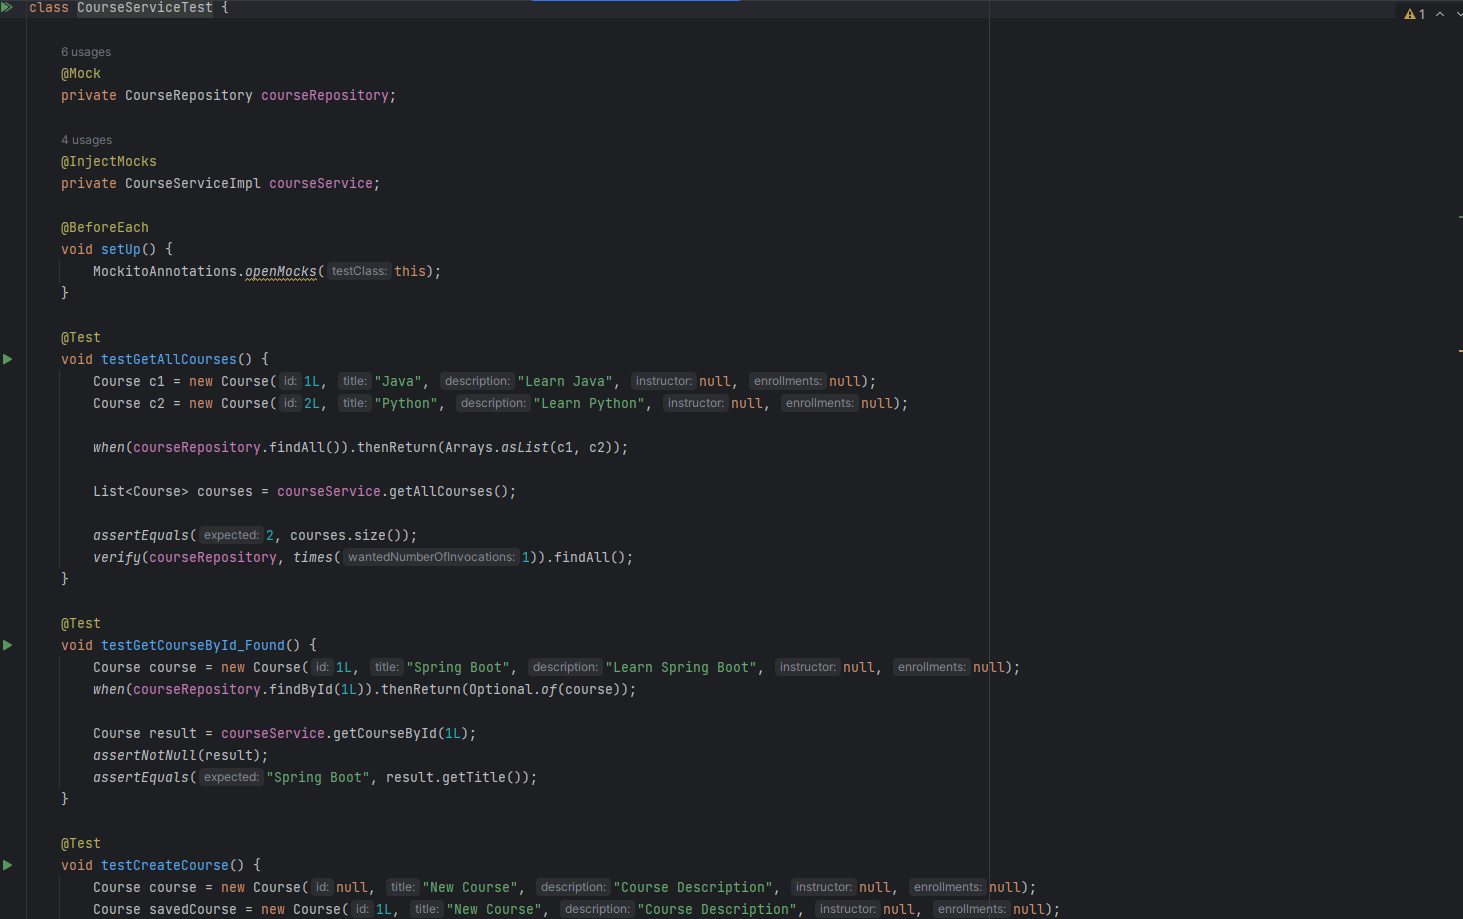 class CourseServiceTest {
1
6 usages
@Mock
private CourseRepository courseRepository;
4 usages
@InjectMocks
private CourseServiceImpl courseService;
@BeforeEach
void setUp() {
MockitoAnnotations.openMocks( testClass: this);
}
@Test
void testGetAllCourses() {
Course c1 = new Course( id: 1L, title: "Java", description: "Learn Java", instructor: null, enrollments: null);
Course c2 = new Course( id: 2L, title: "Python", description: "Learn Python", instructor: null, enrollments: null);
when(courseRepository.findAll()).thenReturn(Arrays.asList(c1, c2));
List<Course> courses = courseService.getAllCourses();
assertEquals( expected: 2, courses.size());
verify(courseRepository, times( wantedNumberOfInvocations: 1)).findAll();
}
@Test
void testGetCourseById_Found() {
Course course = new Course( id: 1L, title: "Spring Boot", description: "Learn Spring Boot", instructor: null, enrollments: null);
when(courseRepository.findById(1L)).thenReturn(Optional.of(course));
Course result = courseService.getCourseById(1L);
assertNotNull(result);
assertEquals( expected: "Spring Boot", result.getTitle());
}
@Test
void testCreateCourse() {
Course course = new Course( id: null, title: "New Course", description: "Course Description", instructor: null, enrollments: null);
Course savedCourse = new Course( id: 1L, title: "New Course", description: "Course Description", instructor: null, enrollments: null);